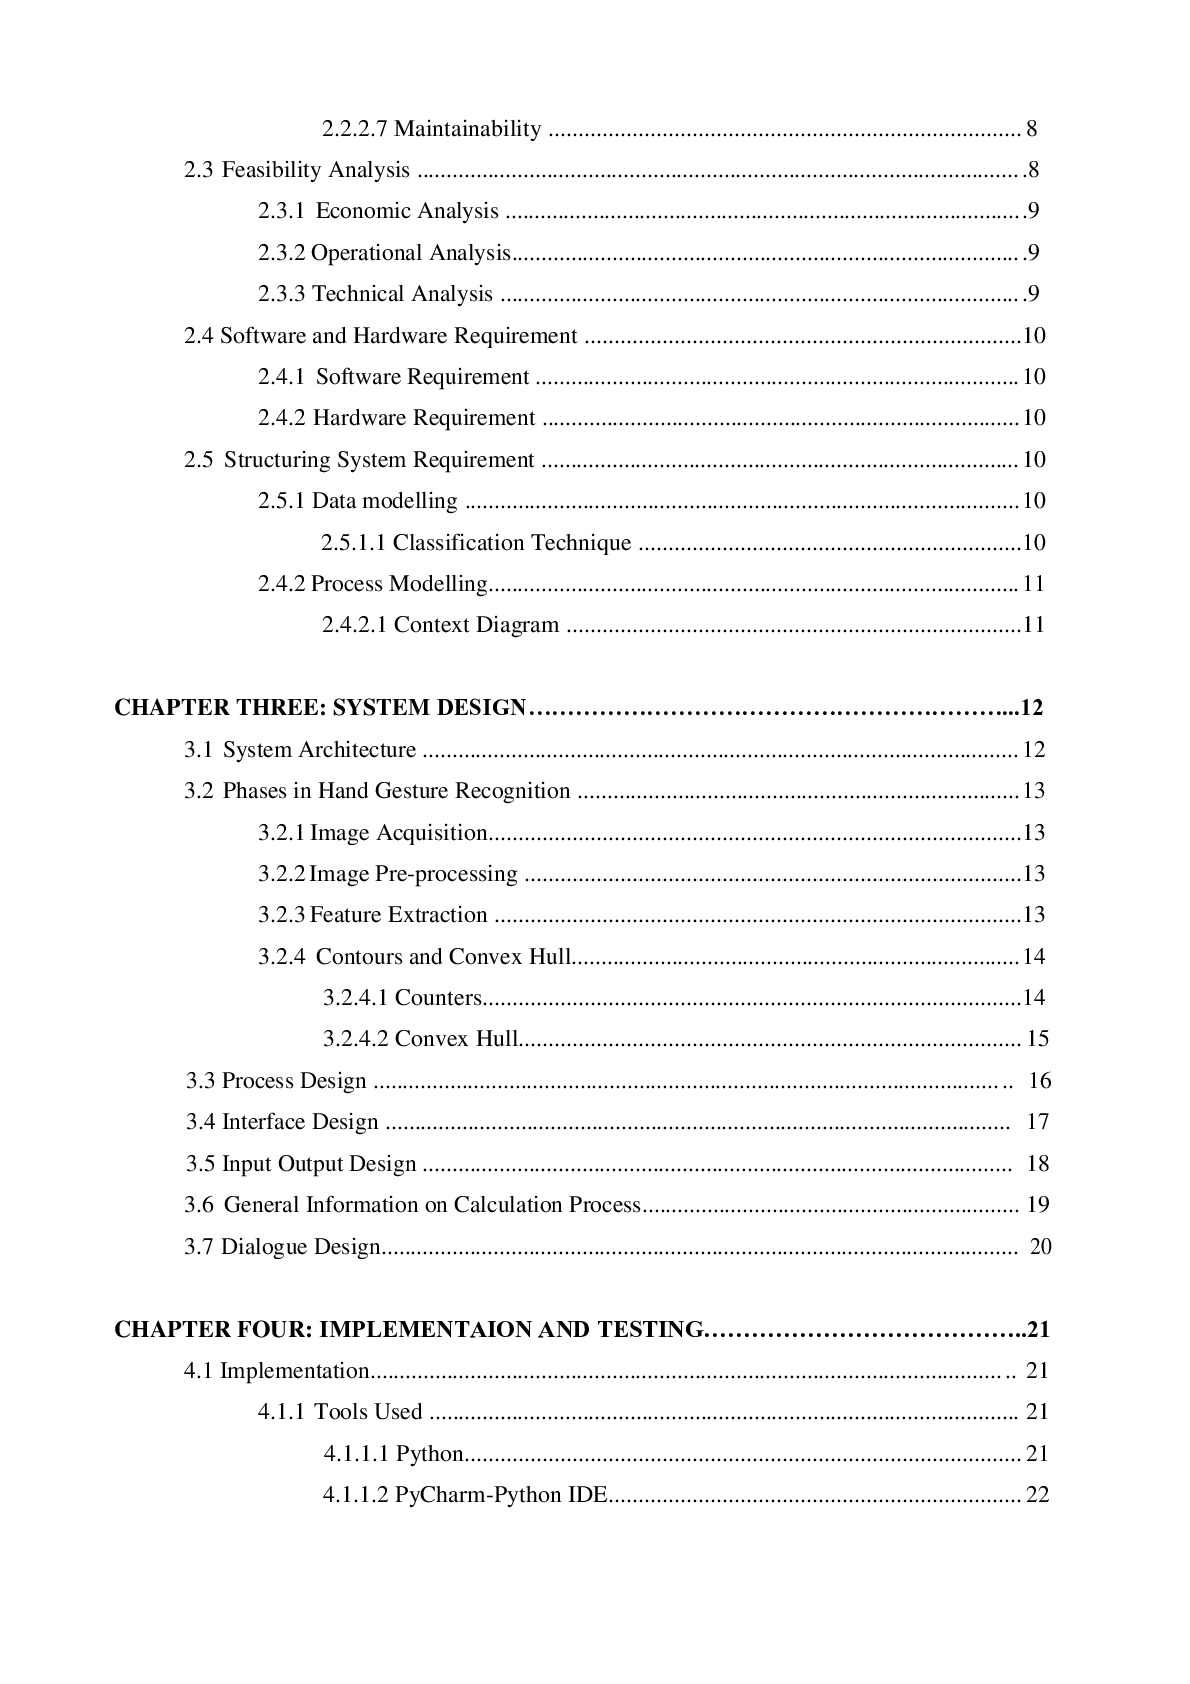 2.2.2.7 Maintainability ............................................................................... 8
2.3 Feasibility Analysis ..................................................................................................... .8
2.3.1 Economic Analysis ...................................................................................... .9
2.3.2 Operational Analysis..................................................................................... .9
2.3.3 Technical Analysis ....................................................................................... .9
2.4 Software and Hardware Requirement .........................................................................10
2.4.1 Software Requirement ................................................................................. 10
2.4.2 Hardware Requirement ................................................................................ 10
2.5 Structuring System Requirement ................................................................................ 10
2.5.1 Data modelling ............................................................................................. 10
2.5.1.1 Classification Technique ................................................................10
2.4.2 Process Modelling......................................................................................... 11
2.4.2.1 Context Diagram ............................................................................11
CHAPTER THREE: SYSTEM DESIGN……………………………………………………....12
3.1 System Architecture .................................................................................................... 12
3.2 Phases in Hand Gesture Recognition .......................................................................... 13
3.2.1 Image Acquisition.........................................................................................13
3.2.2 Image Pre-processing ...................................................................................13
3.2.3 Feature Extraction ........................................................................................13
3.2.4 Contours and Convex Hull........................................................................... 14
3.2.4.1 Counters..........................................................................................14
3.2.4.2 Convex Hull.................................................................................... 15
3.3 Process Design .......................................................................................................... .. 16
3.4 Interface Design ......................................................................................................... 17
3.5 Input Output Design ................................................................................................... 18
3.6 General Information on Calculation Process............................................................... 19
3.7 Dialogue Design........................................................................................................... 20
CHAPTER FOUR: IMPLEMENTAION AND TESTING…………………………………..21
4.1 Implementation.......................................................................................................... .. 21
4.1.1 Tools Used ................................................................................................... 21
4.1.1.1 Python............................................................................................. 21
4.1.1.2 PyCharm-Python IDE..................................................................... 22